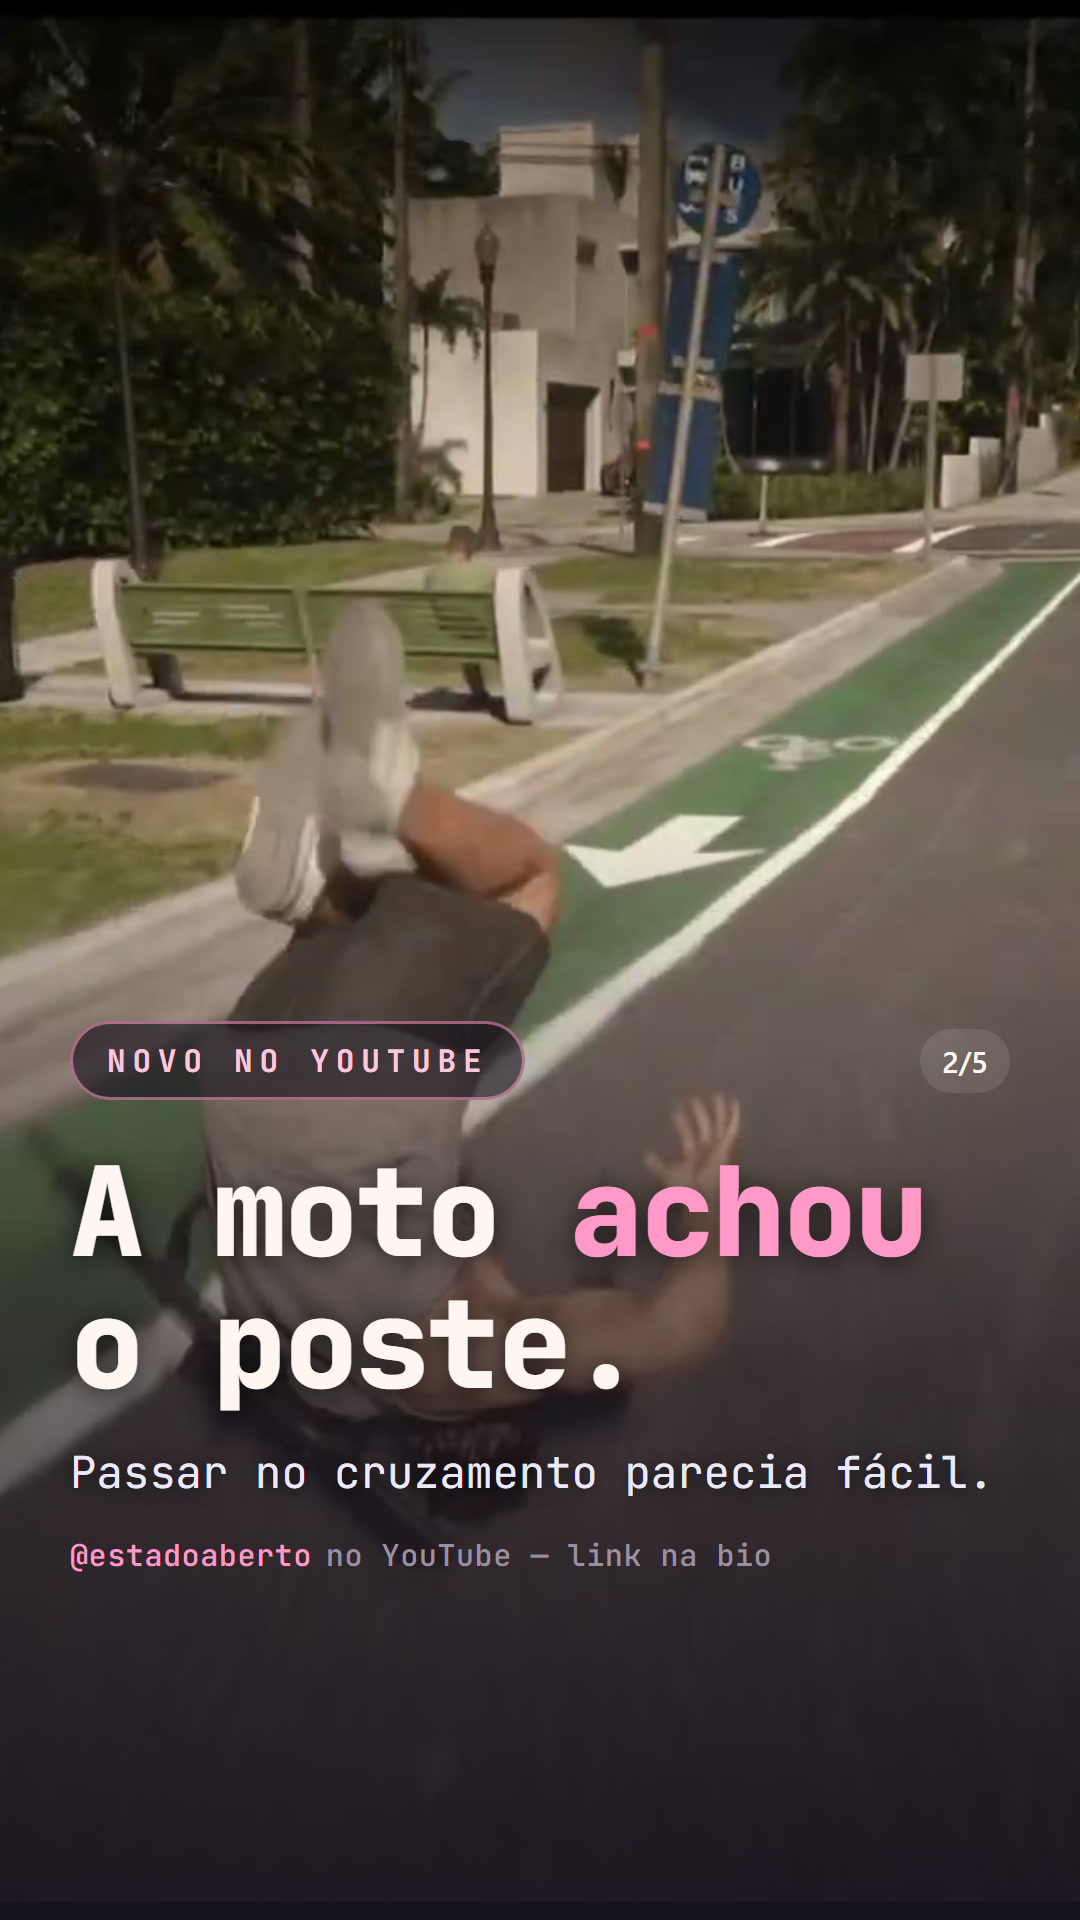 BUS
NOVO NO YOUTUBE
2/5
A moto achou
o poste.
Passar no cruzamento parecia fácil.
@estadoaberto no YouTube — link na bio